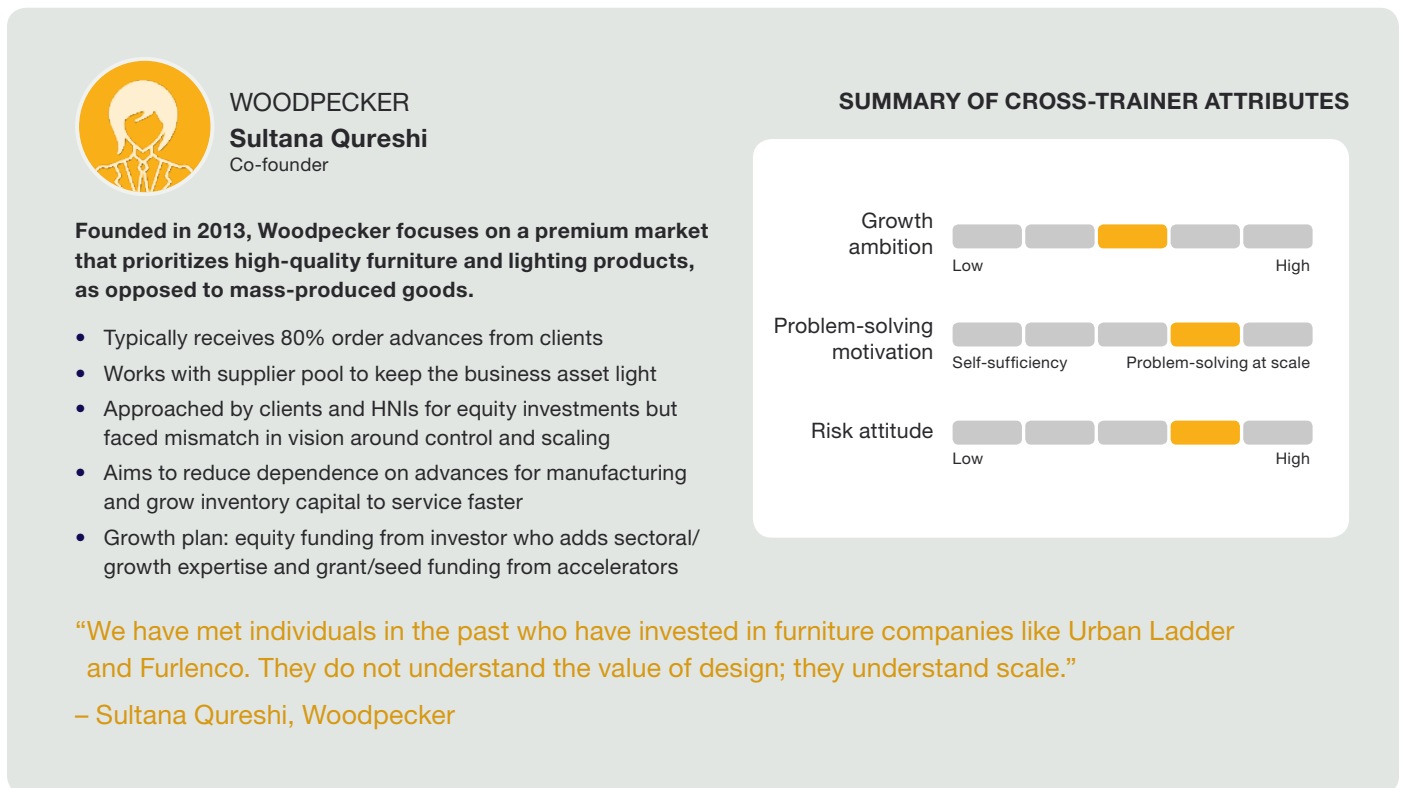 WOODPECKER
Sultana Qureshi
Co-founder
Founded in 2013, Woodpecker focuses on a premium market
that prioritizes high-quality furniture and lighting products,
as opposed to mass-produced goods.
• Typically receives 80% order advances from clients
• Works with supplier pool to keep the business asset light
• Approached by clients and HNIs for equity investments but
faced mismatch in vision around control and scaling
• Aims to reduce dependence on advances for manufacturing
and grow inventory capital to service faster
• Growth plan: equity funding from investor who adds sectoral/
growth expertise and grant/seed funding from accelerators
SUMMARY OF CROSS-TRAINER ATTRIBUTES
Growth
ambition
Low High
Problem-solving
motivation
Self-sufficiency Problem-solving at scale
Risk attitude
Low High
“We have met individuals in the past who have invested in furniture companies like Urban Ladder
and Furlenco. They do not understand the value of design; they understand scale.”
– Sultana Qureshi, Woodpecker